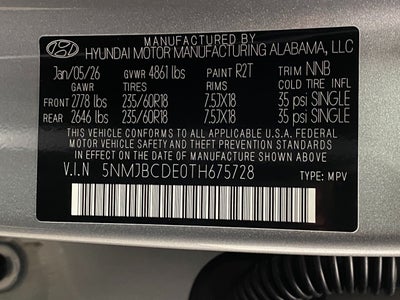 MANUFACTURED BY
HYUNDAI MOTOR MANUFACTURING ALABAMA, LLC
Jan/05/26 GVWR 4861 lbs PAINT R2T TRIM NNB
GAWR TIRES RIMS COLD TIRE INFL
FRONT 2778 lbs 235/60R18 7.5JX18 35 psi SINGLE
REAR 2646 lbs 235/60R18 7.5JX18 35 psi SINGLE
THIS VEHICLE CONFORMS TO ALL APPLICABLE U.S.A. FEDERAL
MOTOR VEHICLE SAFETY, BUMPER, & THEFT PREVENTION STANDARDS
IN EFFECT ON THE DATE OF MANUFACTURE SHOWN ABOVE.
V.I.N 5NMJBCDE0TH675728 TYPE: MPV